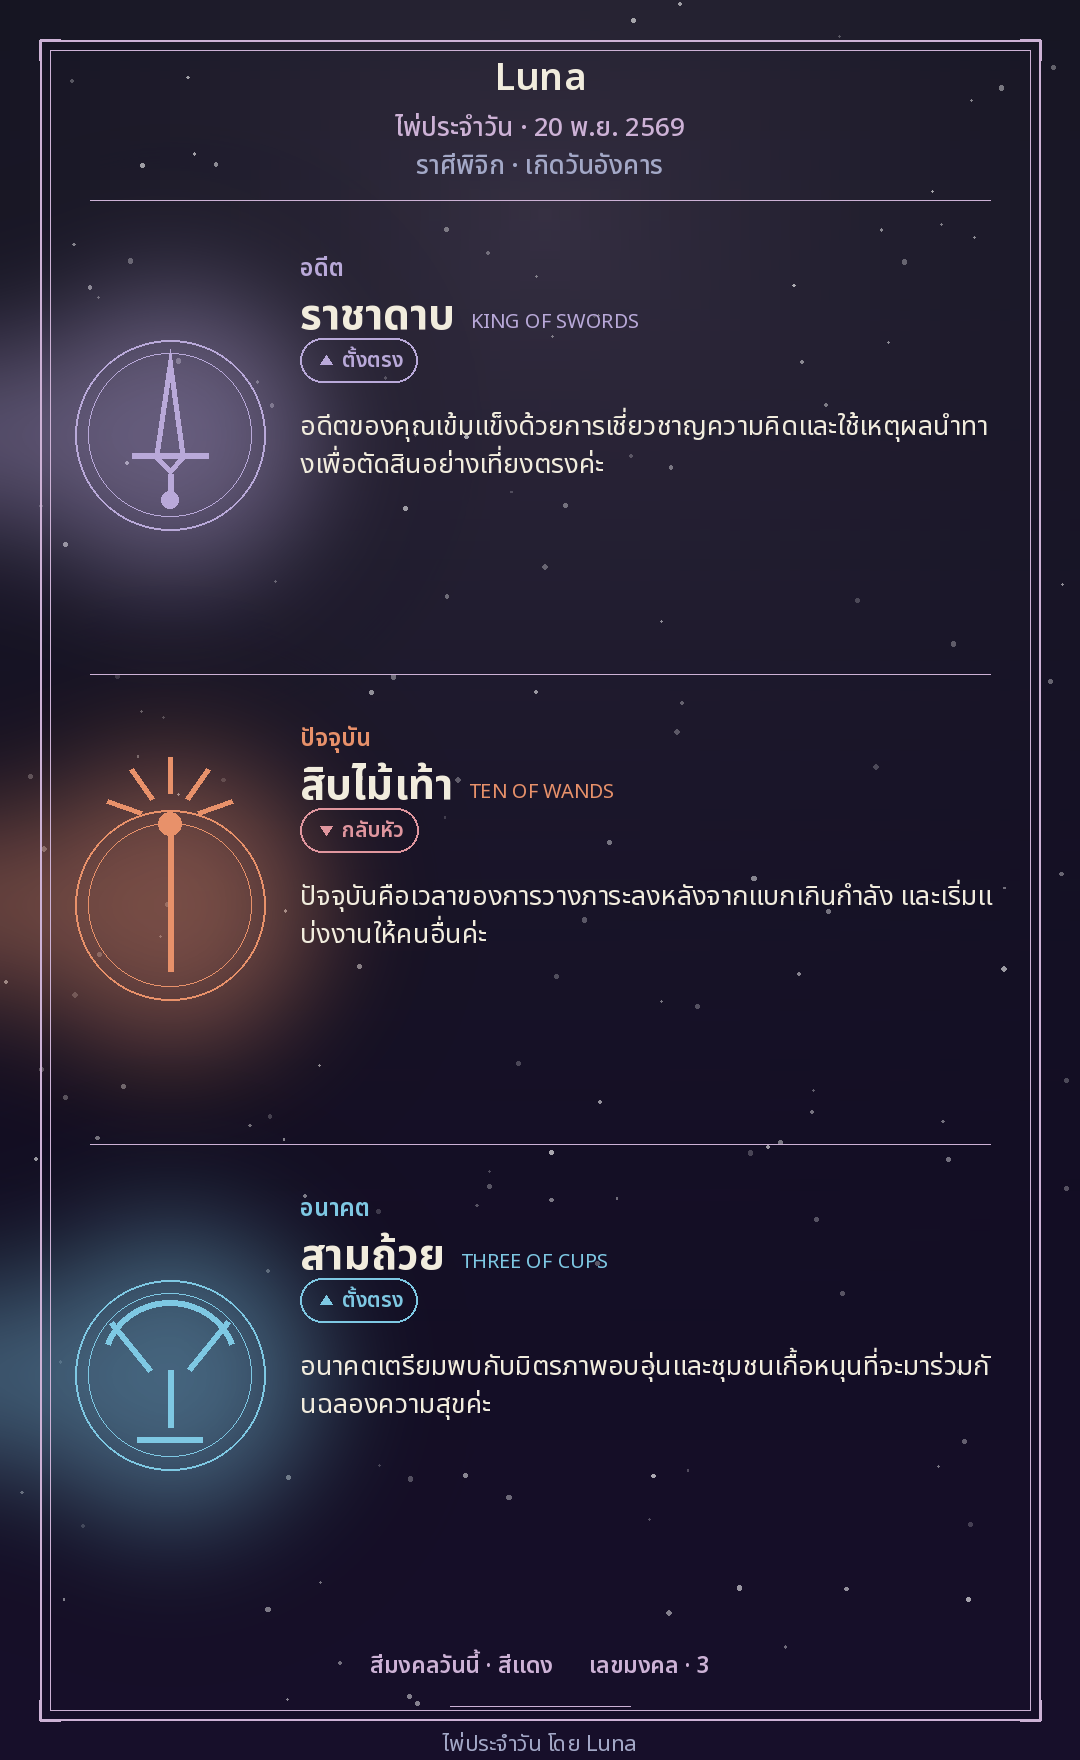 Luna
ไพ่ประจำวัน · 20 พ.ย. 2569
ราศีพิจิก · เกิดวันอังคาร
อดีต
ราชาดาบ KING OF SWORDS
▲ ตั้งตรง
อดีตของคุณเข้มแข็งด้วยการเชี่ยวชาญความคิดและใช้เหตุผลนำทา
งเพื่อตัดสินอย่างเที่ยงตรงค่ะ
ปัจจุบัน
สิบไม้เท้า TEN OF WANDS
▼ กลับหัว
ปัจจุบันคือเวลาของการวางภาระลงหลังจากแบกเกินกำลัง และเริ่มแ
บ่งงานให้คนอื่นค่ะ
อนาคต
สามถ้วย THREE OF CUPS
▲ ตั้งตรง
อนาคตเตรียมพบกับมิตรภาพอบอุ่นและชุมชนเกื้อหนุนที่จะมาร่วมกั
นฉลองความสุขค่ะ
สีมงคลวันนี้ · สีแดง เลขมงคล · 3
ไพ่ประจำวัน โดย Luna